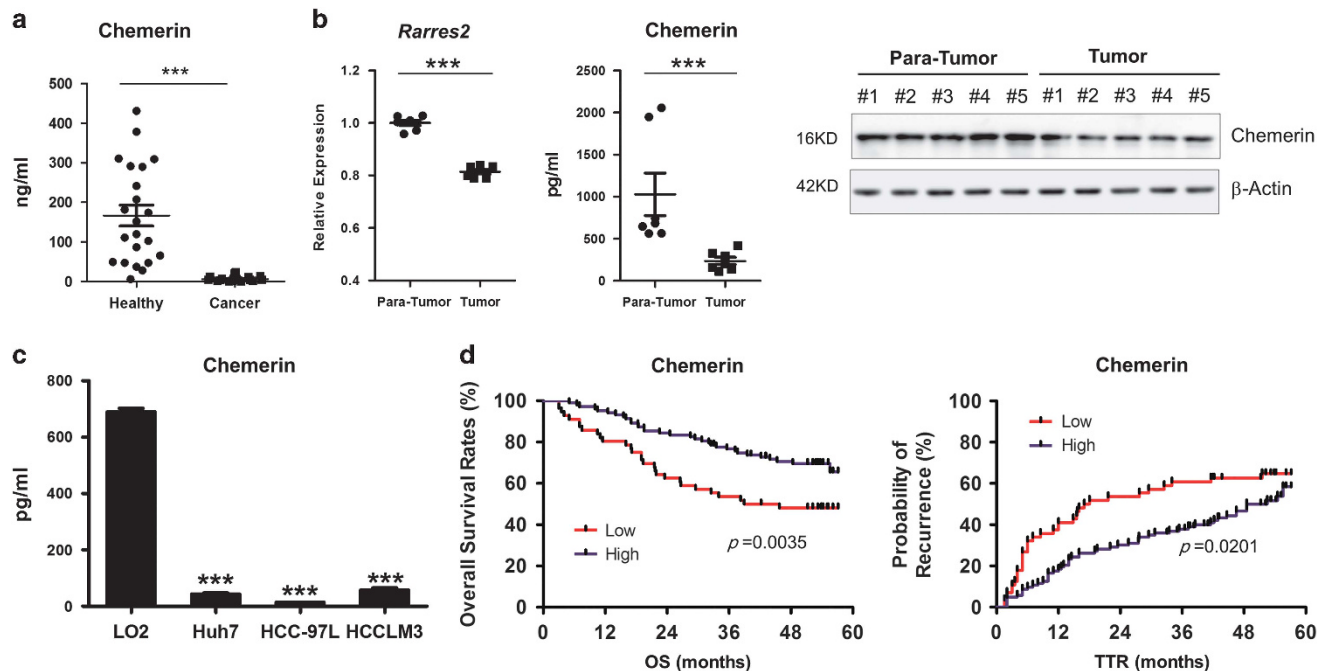 a
Chemerin
***
ng/ml
500
400
300
200
100
0
Healthy Cancer
b
Rarres2
***
Relative Expression
1.2
1.0
0.8
0.6
0.4
Para-Tumor Tumor
Chemerin
***
pg/ml
2500
2000
1500
1000
500
0
Para-Tumor Tumor
Para-Tumor Tumor
#1 #2 #3 #4 #5 #1 #2 #3 #4 #5
16KD Chemerin
42KD β-Actin
c
Chemerin
pg/ml
800
600
400
200
0
*** *** ***
LO2 Huh7 HCC-97L HCCLM3
d
Chemerin
Overall Survival Rates (%)
100
80
60
40
20
0
Low
High
p=0.0035
0 12 24 36 48 60
OS (months)
Chemerin
Probability of
Recurrence (%)
100
80
60
40
20
0
Low
High
p=0.0201
0 12 24 36 48 60
TTR (months)